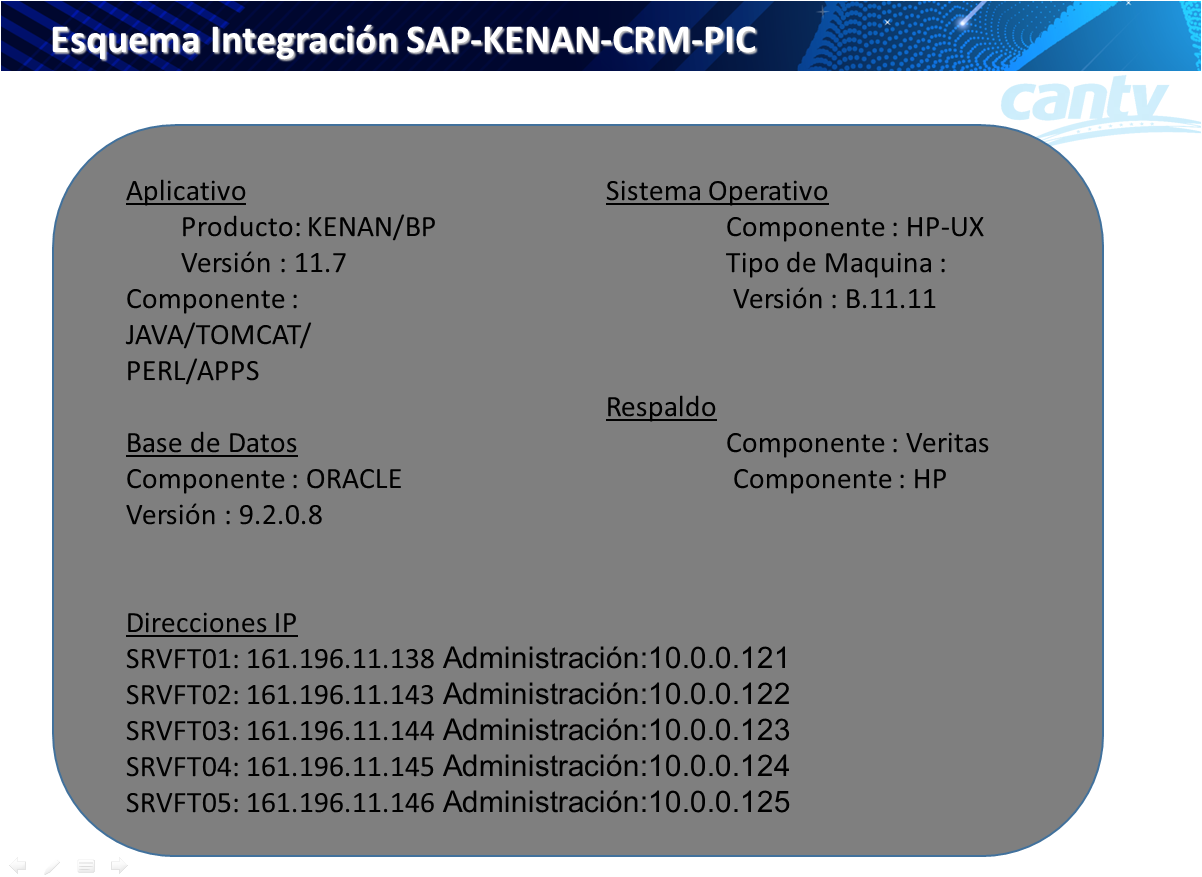 Esquema Integración SAP-KENAN-CRM-PIC
cantv
Aplicativo
Producto: KENAN/BP
Versión : 11.7
Componente :
JAVA/TOMCAT/
PERL/APPS
Base de Datos
Componente : ORACLE
Versión : 9.2.0.8
Sistema Operativo
Componente : HP-UX
Tipo de Maquina :
Versión : B.11.11
Respaldo
Componente : Veritas
Componente : HP
Direcciones IP
SRVFT01: 161.196.11.138 Administración:10.0.0.121
SRVFT02: 161.196.11.143 Administración:10.0.0.122
SRVFT03: 161.196.11.144 Administración:10.0.0.123
SRVFT04: 161.196.11.145 Administración:10.0.0.124
SRVFT05: 161.196.11.146 Administración:10.0.0.125